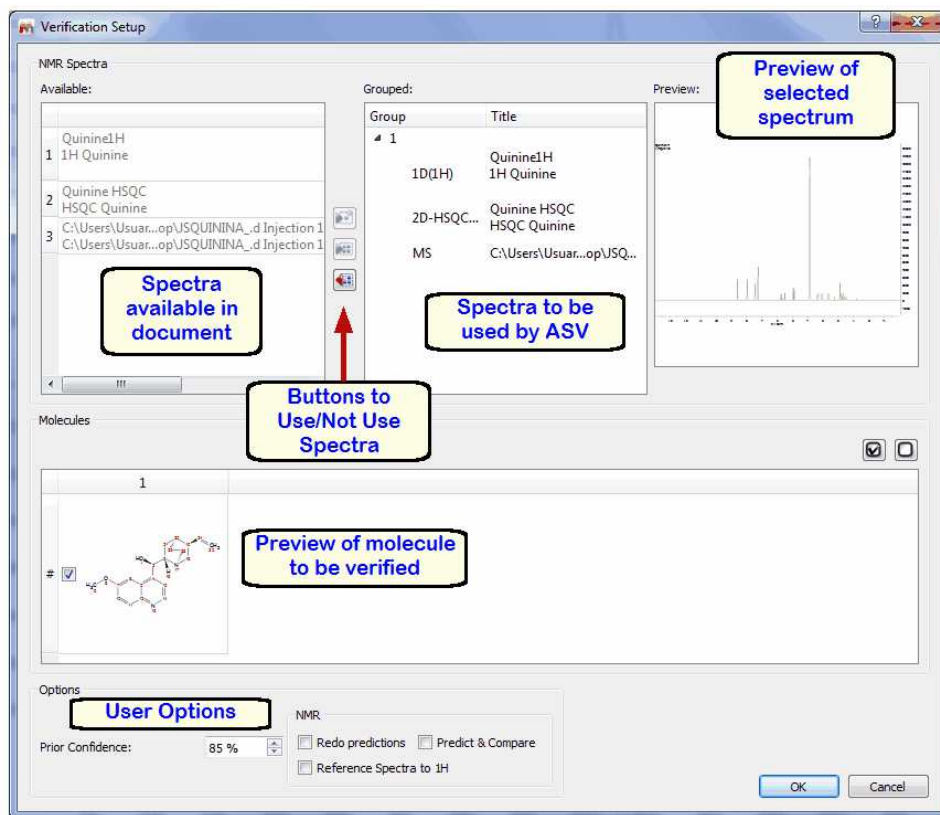 Verification Setup
NMR Spectra
Available:
Grouped:
Preview:
Preview of
selected
spectrum
Group Title
1 Quinine1H
1H Quinine
2 Quinine HSQC
HSQC Quinine
3 C:\Users\Usuar...op\JSQUININA_.d Injection 1
C:\Users\Usuar...op\JSQUININA_.d Injection 1
1
1D(1H) Quinine1H
1H Quinine
2D-HSQC... Quinine HSQC
HSQC Quinine
MS C:\Users\Usuar...op\JSQ...
Spectra
available in
document
Spectra to be
used by ASV
Buttons to
Use/Not Use
Spectra
Molecules
1
#
Preview of molecule
to be verified
Options
User Options
Prior Confidence: 85 %
NMR
Redo predictions Predict & Compare
Reference Spectra to 1H
OK Cancel